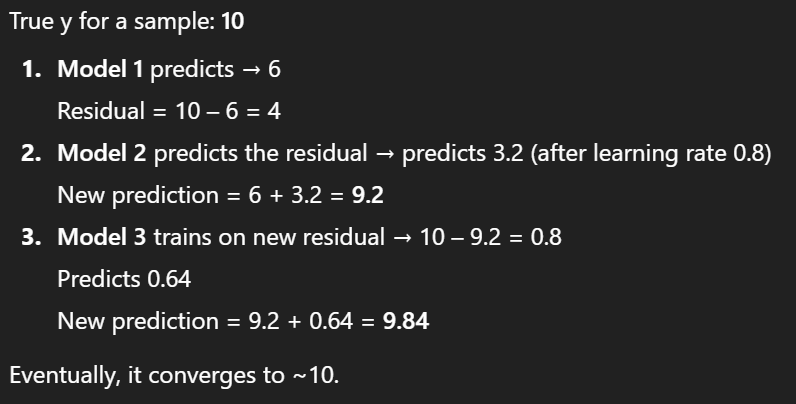 True y for a sample: 10
1. Model 1 predicts → 6
Residual = 10 – 6 = 4
2. Model 2 predicts the residual → predicts 3.2 (after learning rate 0.8)
New prediction = 6 + 3.2 = 9.2
3. Model 3 trains on new residual → 10 – 9.2 = 0.8
Predicts 0.64
New prediction = 9.2 + 0.64 = 9.84
Eventually, it converges to ~10.